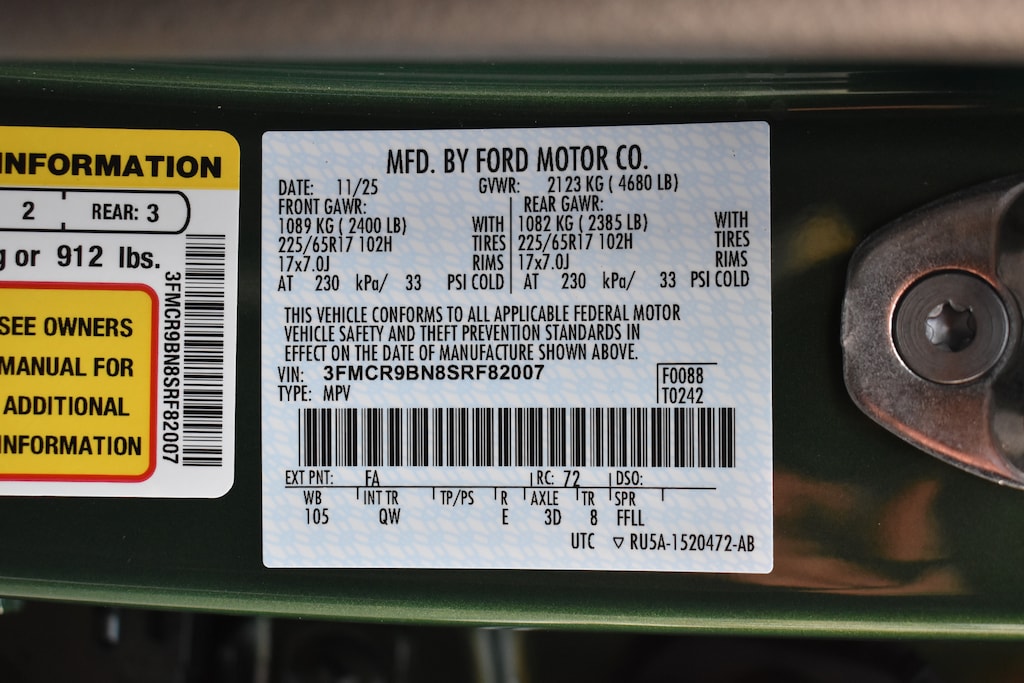 INFORMATION
2 REAR: 3
g or 912 lbs.
SEE OWNERS
MANUAL FOR
ADDITIONAL
INFORMATION
3FMCR9BN8SRF82007
MFD. BY FORD MOTOR CO.
DATE: 11/25 GVWR: 2123 KG ( 4680 LB)
FRONT GAWR: REAR GAWR:
1089 KG ( 2400 LB) WITH 1082 KG ( 2385 LB) WITH
225/65R17 102H TIRES 225/65R17 102H TIRES
17x7.0J RIMS 17x7.0J RIMS
AT 230 kPa/ 33 PSI COLD AT 230 kPa/ 33 PSI COLD
THIS VEHICLE CONFORMS TO ALL APPLICABLE FEDERAL MOTOR
VEHICLE SAFETY AND THEFT PREVENTION STANDARDS IN
EFFECT ON THE DATE OF MANUFACTURE SHOWN ABOVE.
VIN: 3FMCR9BN8SRF82007 F0088
TYPE: MPV T0242
EXT PNT: FA RC: 72 DSO:
WB INT TR TP/PS R AXLE TR SPR
105 QW E 3D 8 FFLL
UTC ▽ RU5A-1520472-AB